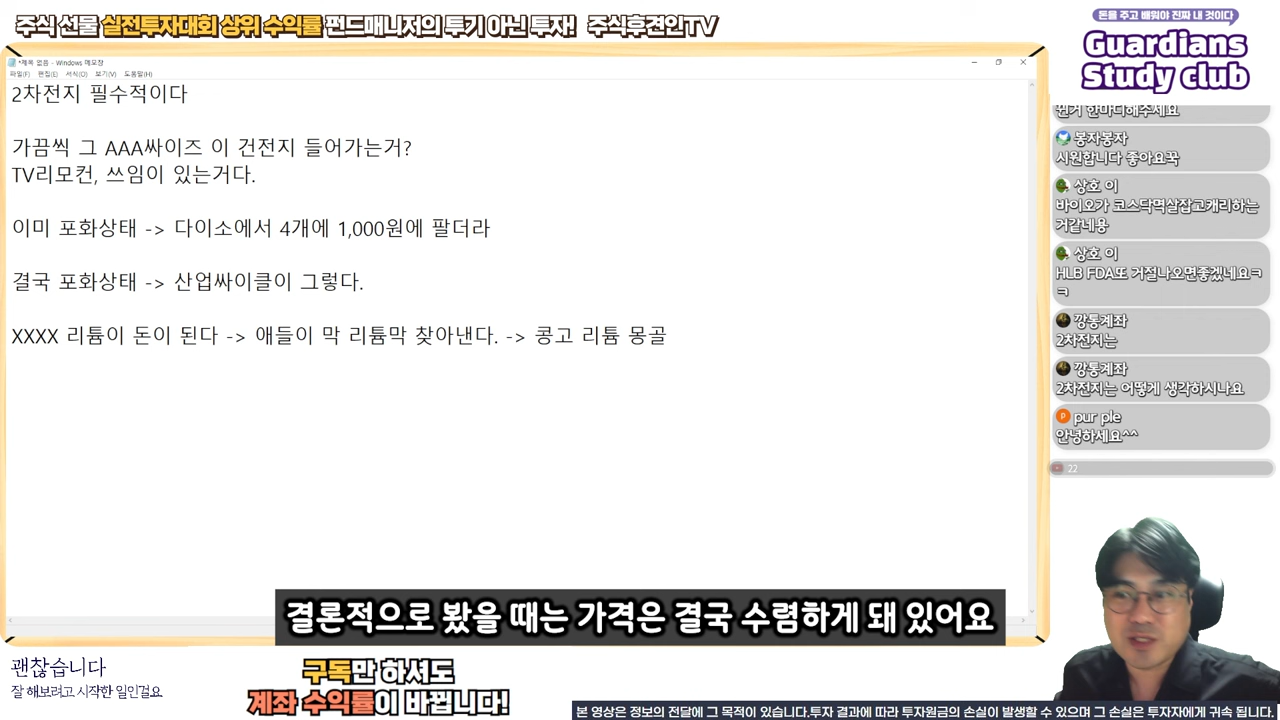 주식 선물 실전투자대회 상위 수익률 펀드매니저의 투기 아닌 투자! 주식후견인TV
돈을 주고 배워야 진짜 내 것이다
Guardians
Study club
*제목 없음 - Windows 메모장
파일(F) 편집(E) 서식(O) 보기(V) 도움말(H)
2차전지 필수적이다
가끔씩 그 AAA싸이즈 이 건전지 들어가는거?
TV리모컨, 쓰임이 있는거다.
이미 포화상태 -> 다이소에서 4개에 1,000원에 팔더라
결국 포화상태 -> 산업싸이클이 그렇다.
XXXX 리튬이 돈이 된다 -> 애들이 막 리튬막 찾아낸다. -> 콩고 리튬 몽골
뭔거 한마디해주세요
봉자봉자
시원합니다 좋아요꾹
상호 이
바이오가 코스닥멱살잡고캐리하는
거같네용
상호 이
HLB FDA또 거절나오면좋겠네요ㅋ
ㅋ
깡통계좌
2차전지는
깡통계좌
2차전지는 어떻게 생각하시나요
P pur ple
안녕하세요^^
22
결론적으로 봤을 때는 가격은 결국 수렴하게 돼 있어요
괜찮습니다
잘 해보려고 시작한 일인걸요
구독만 하셔도
계좌 수익률이 바뀝니다!
본 영상은 정보의 전달에 그 목적이 있습니다.투자 결과에 따라 투자원금의 손실이 발생할 수 있으며 그 손실은 투자자에게 귀속 됩니다.